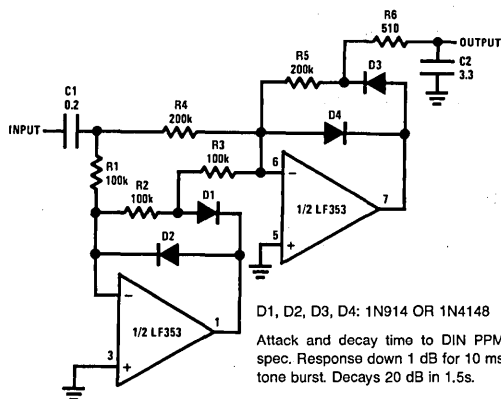 R6
510
OUTPUT
R5
200k
D3
C2
3.3
C1
0.2
R4
200k
D4
INPUT
R3
100k
R1
100k
R2
100k
D1
6
−
7
1/2 LF353
5
+
D2
−
1
1/2 LF353
3
+
D1, D2, D3, D4: 1N914 OR 1N4148
Attack and decay time to DIN PPM
spec. Response down 1 dB for 10 ms
tone burst. Decays 20 dB in 1.5s.